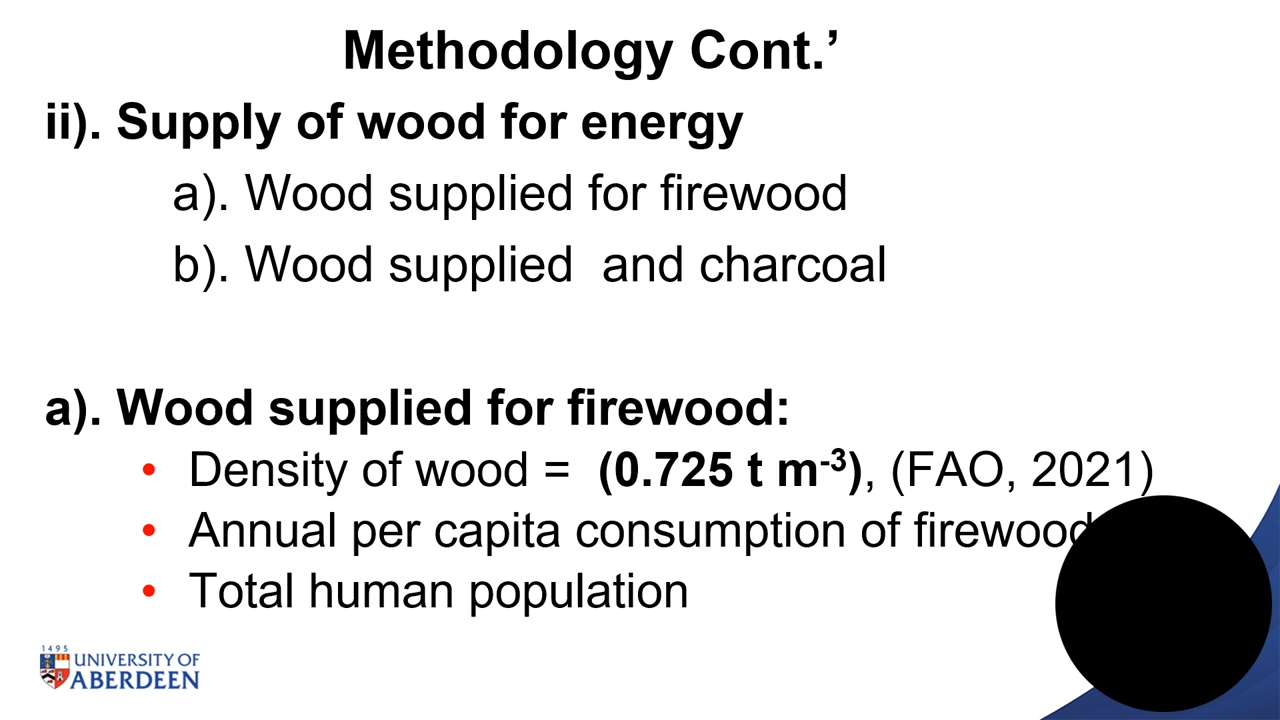 Methodology Cont.’
ii). Supply of wood for energy
a). Wood supplied for firewood
b). Wood supplied  and charcoal
a). Wood supplied for firewood:
• Density of wood =  (0.725 t m-3), (FAO, 2021)
• Annual per capita consumption of firewood
• Total human population
1495
UNIVERSITY OF
ABERDEEN